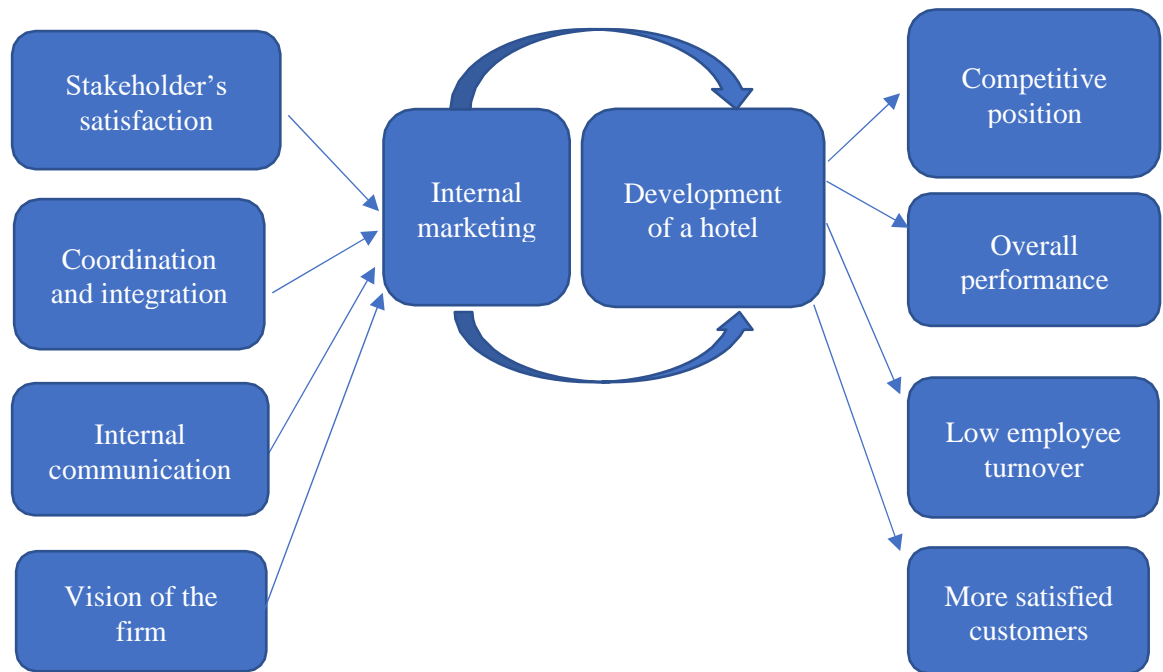 Stakeholder’s
satisfaction
Coordination
and integration
Internal
communication
Vision of the
firm
Internal
marketing
Development
of a hotel
Competitive
position
Overall
performance
Low employee
turnover
More satisfied
customers